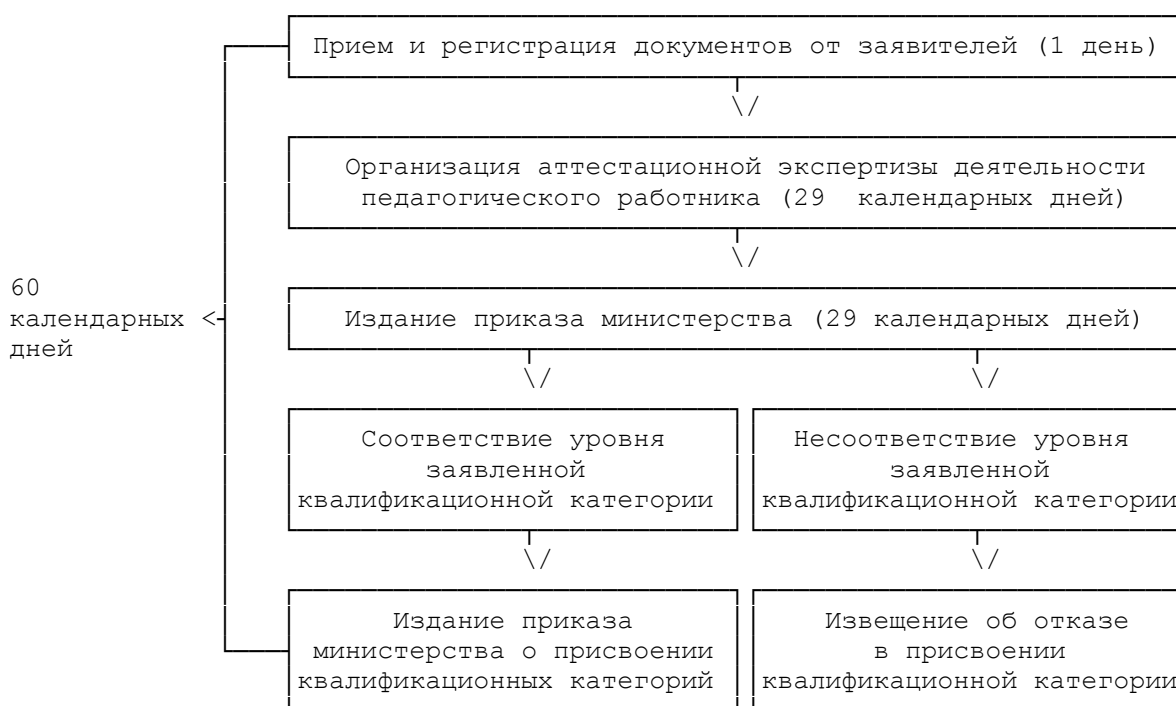 Прием и регистрация документов от заявителей (1 день)
\/
Организация аттестационной экспертизы деятельности
педагогического работника (29 календарных дней)
\/
60
календарных <
дней
Издание приказа министерства (29 календарных дней)
\/ \/
Соответствие уровня
заявленной
квалификационной категории
Несоответствие уровня
заявленной
квалификационной категории
\/ \/
Издание приказа
министерства о присвоении
квалификационных категорий
Извещение об отказе
в присвоении
квалификационной категории